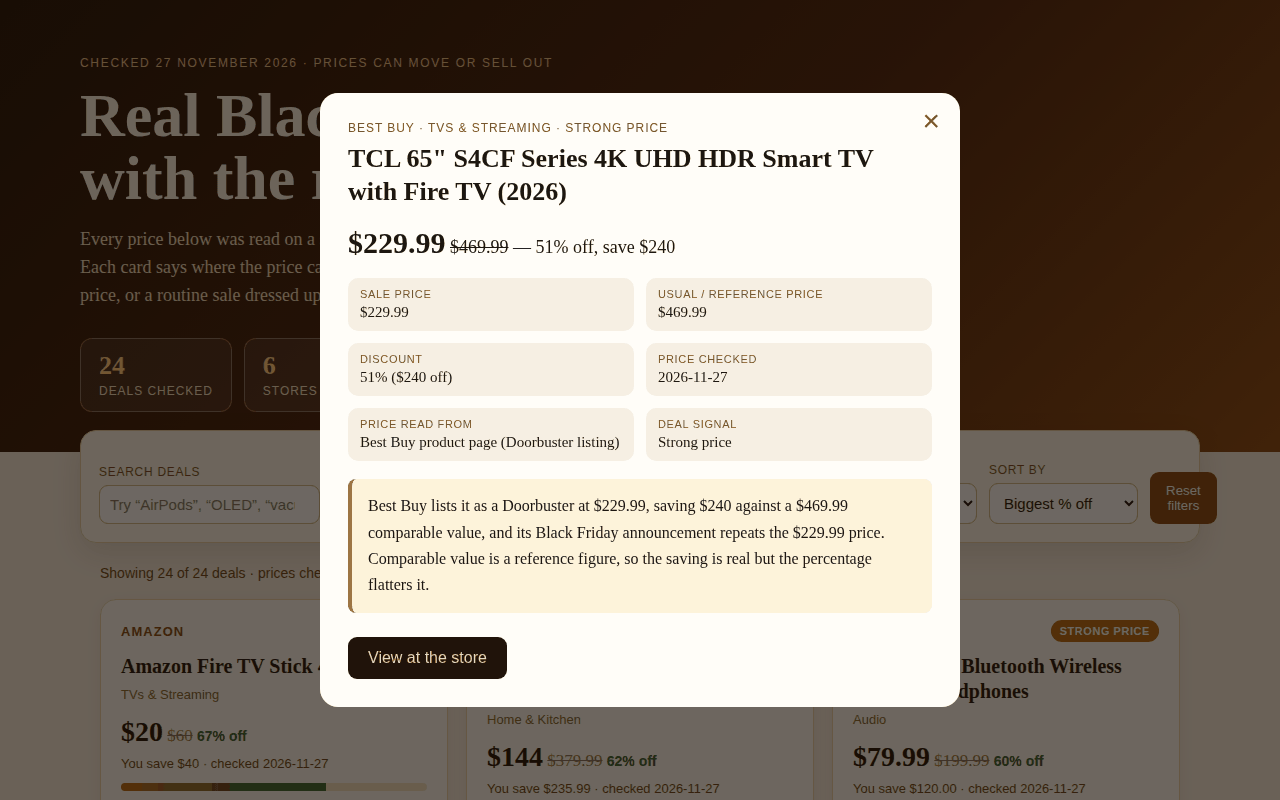 CHECKED 27 NOVEMBER 2026 · PRICES CAN MOVE OR SELL OUT
Real
with the
Every price below was read on a
Each card says where the price
price, or a routine sale dressed up
24
DEALS CHECKED
6
STORES
SEARCH DEALS
Try “AirPods”, “OLED”, “vac
SORT BY
Biggest % off
Reset
filters
Showing 24 of 24 deals · prices
BEST BUY · TVS & STREAMING · STRONG PRICE
✕
TCL 65" S4CF Series 4K UHD HDR Smart TV
with Fire TV (2026)
$229.99 $469.99 — 51% off, save $240
SALE PRICE
$229.99
USUAL / REFERENCE PRICE
$469.99
DISCOUNT
51% ($240 off)
PRICE CHECKED
2026-11-27
PRICE READ FROM
Best Buy product page (Doorbuster listing)
DEAL SIGNAL
Strong price
Best Buy lists it as a Doorbuster at $229.99, saving $240 against a $469.99
comparable value, and its Black Friday announcement repeats the $229.99 price.
Comparable value is a reference figure, so the saving is real but the percentage
flatters it.
View at the store
AMAZON
Amazon Fire TV Stick
TVs & Streaming
$20 $60 67% off
You save $40 · checked 2026-11-27
Home & Kitchen
$144 $379.99 62% off
You save $235.99 · checked 2026-11-27
STRONG PRICE
Bluetooth Wireless
Audio
$79.99 $199.99 60% off
You save $120.00 · checked 2026-11-27